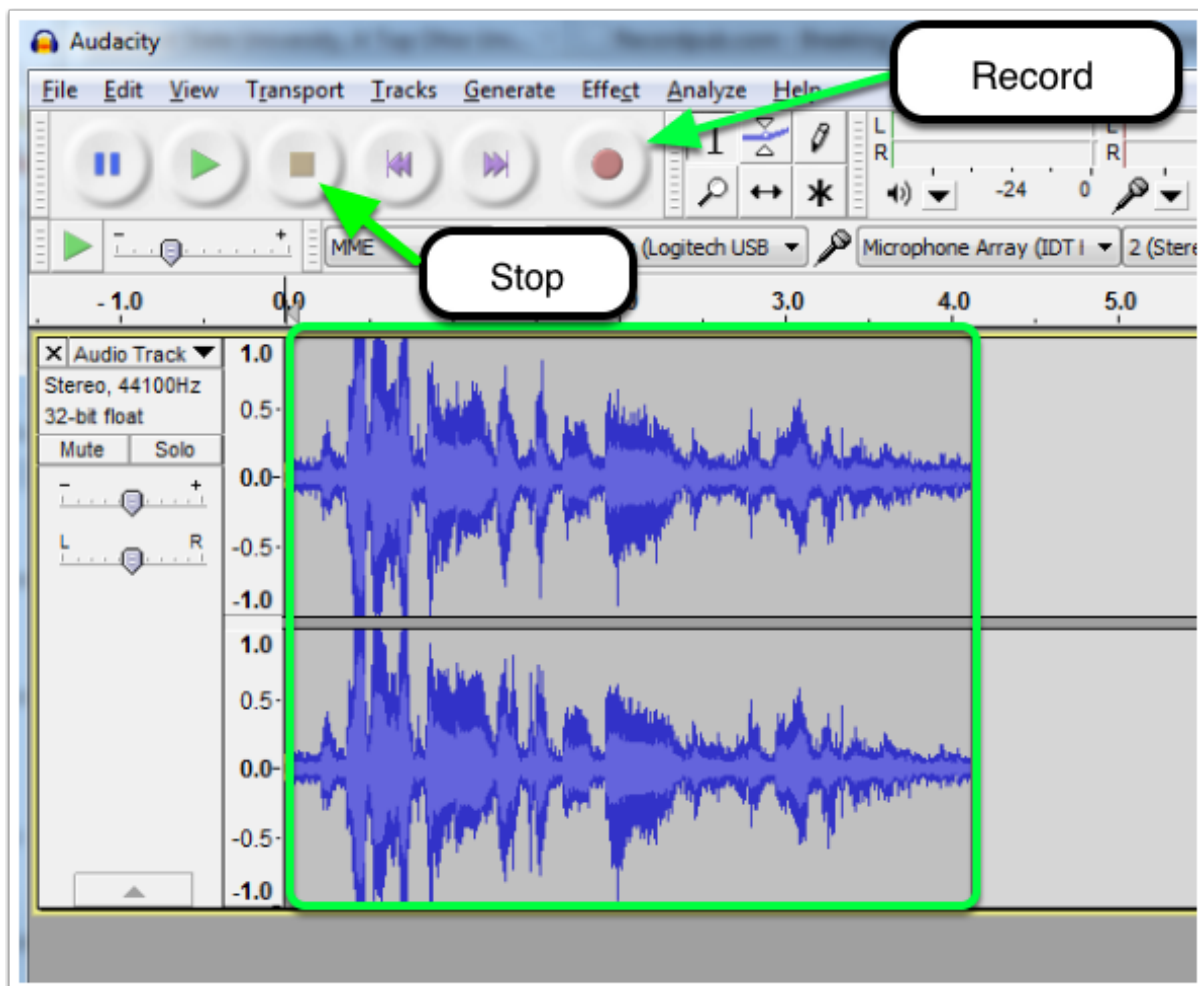 Audacity
File Edit View Transport Tracks Generate Effect Analyze Help
Record
L
R
L
R
-24 0
MME
Stop
(Logitech USB
Microphone Array (IDT
2 (Stere
- 1.0 0.0 3.0 4.0 5.0
Audio Track
Stereo, 44100Hz
32-bit float
Mute Solo
- +
L R
1.0
0.5
0.0
-0.5
-1.0
1.0
0.5
0.0
-0.5
-1.0